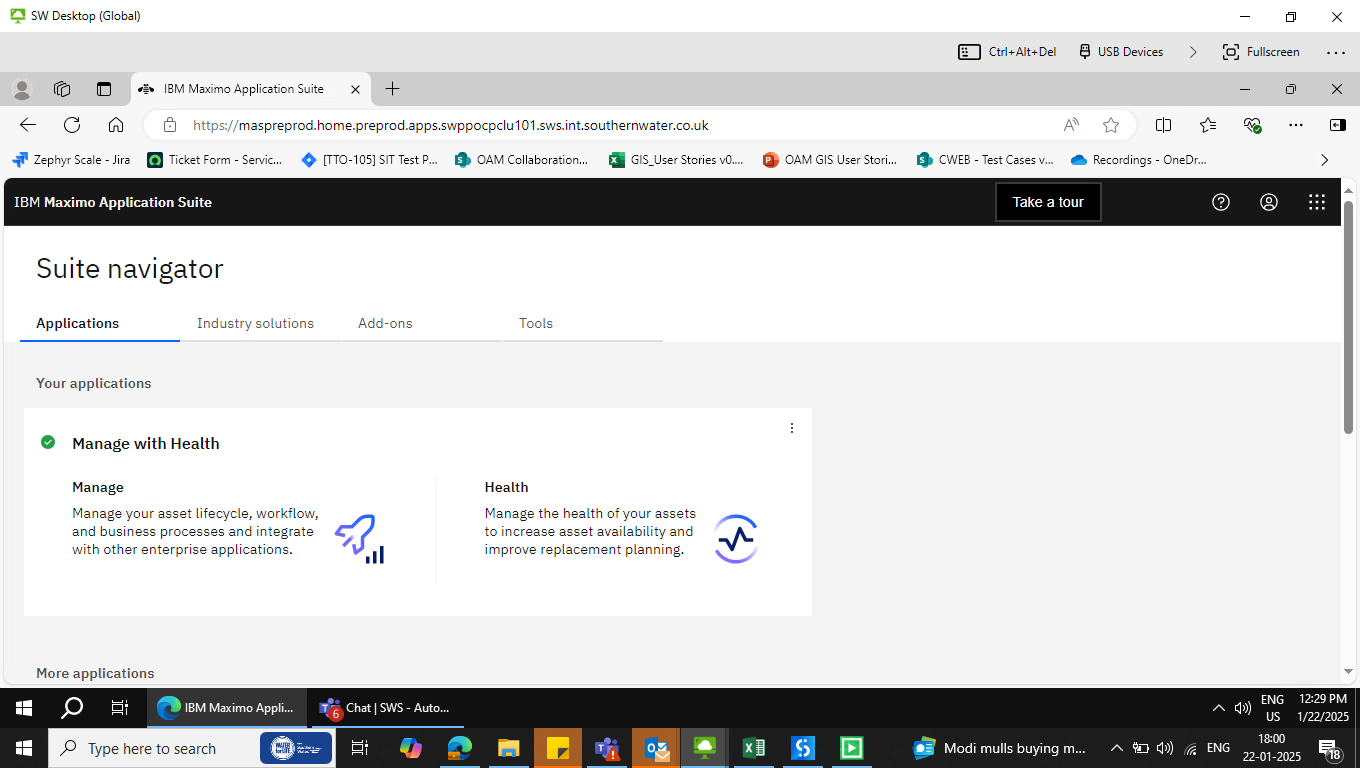 SW Desktop (Global)
Ctrl+Alt+Del USB Devices Fullscreen
IBM Maximo Application Suite
https://maspreprod.home.preprod.apps.swppocpclu101.sws.int.southernwater.co.uk
Zephyr Scale - Jira Ticket Form - Servic... [TTO-105] SIT Test P... OAM Collaboration... GIS_User Stories v0.... OAM GIS User Stori... CWEB - Test Cases v... Recordings - OneDr...
IBM Maximo Application Suite Take a tour
Suite navigator
Applications Industry solutions Add-ons Tools
Your applications
Manage with Health
Manage
Manage your asset lifecycle, workflow,
and business processes and integrate
with other enterprise applications.
Health
Manage the health of your assets
to increase asset availability and
improve replacement planning.
More applications
IBM Maximo Appli... 6 Chat | SWS - Auto... ENG
US 12:29 PM
1/22/2025
Type here to search Modi mulls buying m... ENG 18:00
22-01-2025 18